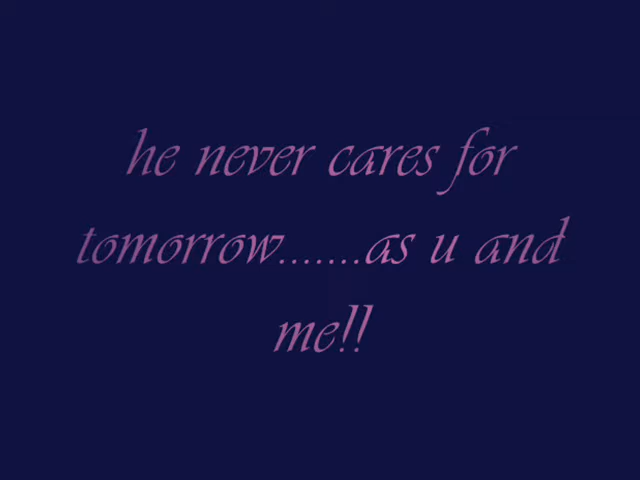 he never cares for
tomorrow.......as u and
me!!